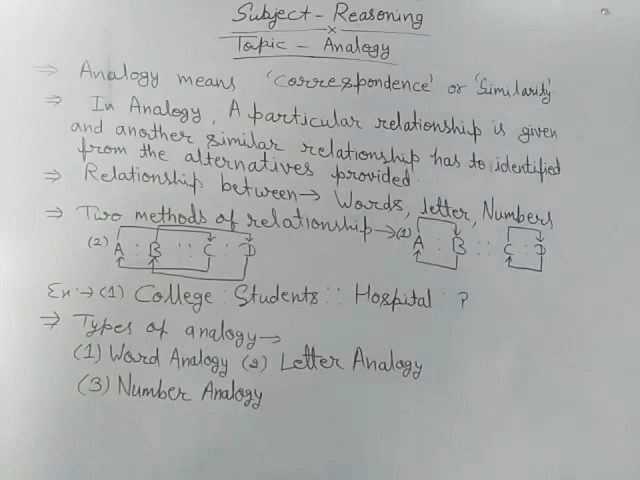 Subject - Reasoning
×
Topic - Analogy
⇒ Analogy means 'Correspondence' or 'Similarity'
⇒ In Analogy, A particular relationship is given
and another similar relationship has to identified
from the alternatives provided.
⇒ Relationship between → Words, letter, Numbers
⇒ Two methods of relationship → (1) A : B :: C : D
(2) A : B :: C : D
Ex :→ (1) College : Students :: Hospital : ?
⇒ Types of analogy →
(1) Word Analogy (2) Letter Analogy
(3) Number Analogy